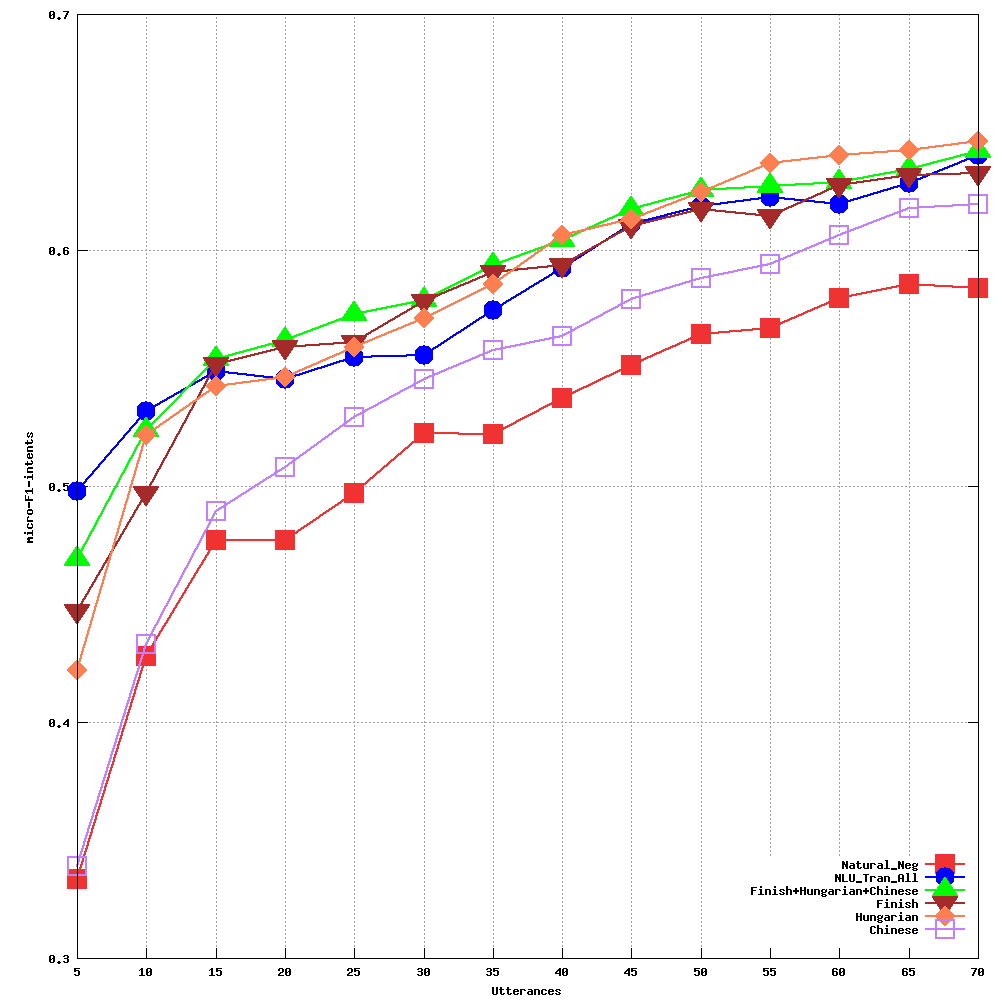 0.7
0.6
0.5
0.4
0.3
micro-F1-intents
Natural_Neg
NLU_Tran_All
Finish+Hungarian+Chinese
Finish
Hungarian
Chinese
5 10 15 20 25 30 35 40 45 50 55 60 65 70
Utterances